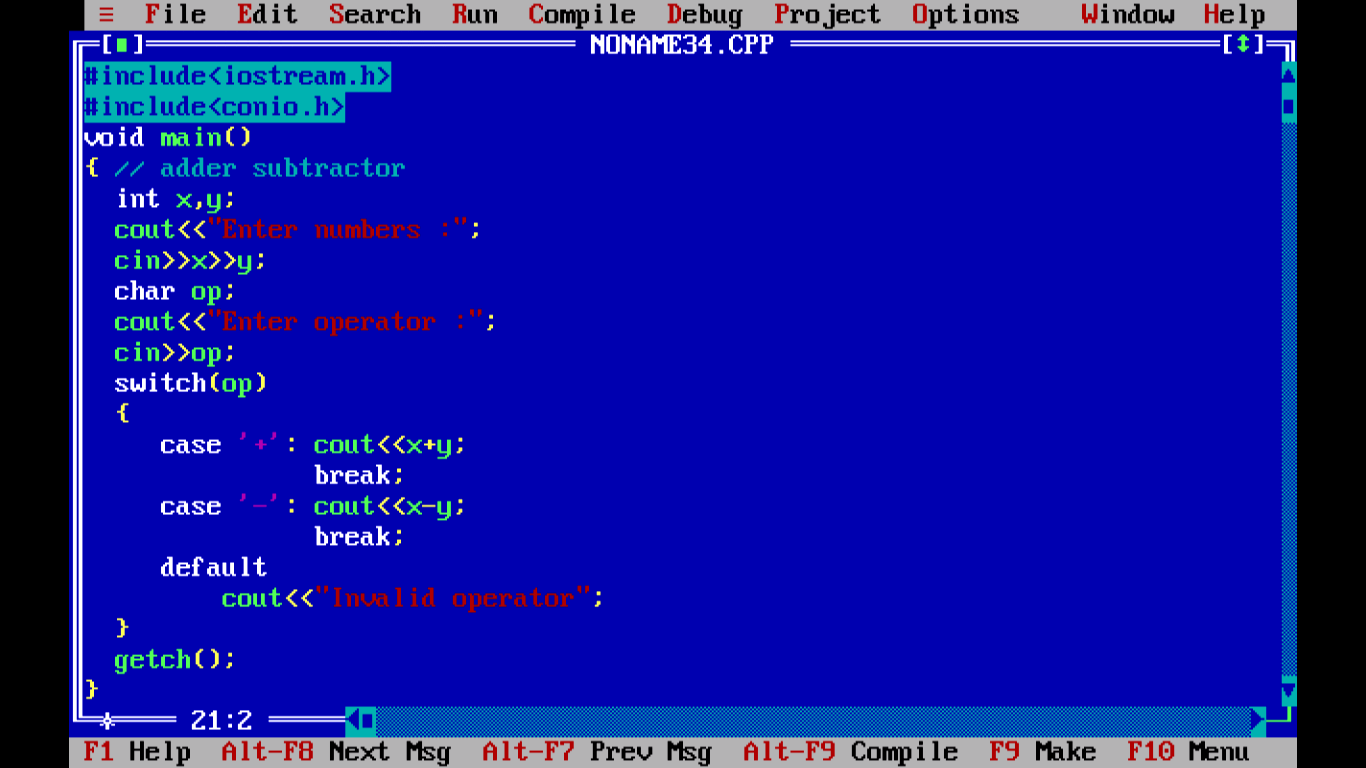 ≡ File Edit Search Run Compile Debug Project Options Window Help
[■] NONAME34.CPP [↕]
#include<iostream.h>
#include<conio.h>
void main()
{ // adder subtractor
  int x,y;
  cout<<"Enter numbers :";
  cin>>x>>y;
  char op;
  cout<<"Enter operator :";
  cin>>op;
  switch(op)
  {
     case '+': cout<<x+y;
               break;
     case '-': cout<<x-y;
               break;
     default
         cout<<"Invalid operator";
  }
  getch();
}
21:2
F1 Help Alt-F8 Next Msg Alt-F7 Prev Msg Alt-F9 Compile F9 Make F10 Menu